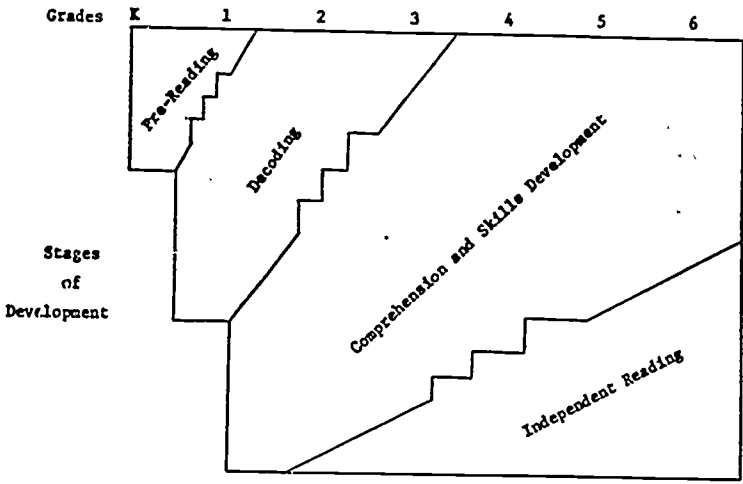 Grades K 1 2 3 4 5 6
Pre-Reading
Decoding
Comprehension and Skills Development
Stages
of
Development
Independent Reading